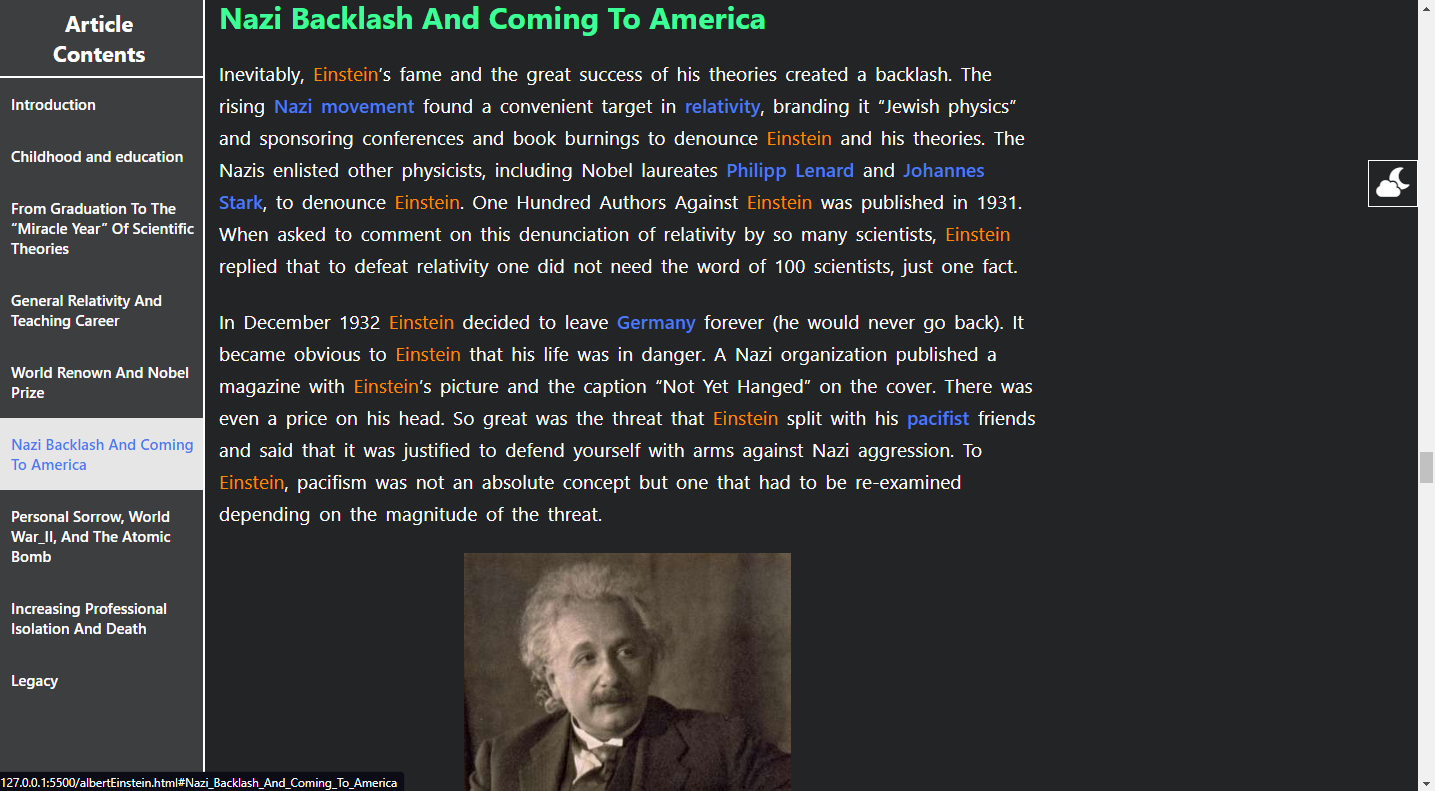 Article
Contents
Introduction
Childhood and education
From Graduation To The
“Miracle Year” Of Scientific
Theories
General Relativity And
Teaching Career
World Renown And Nobel
Prize
Nazi Backlash And Coming
To America
Personal Sorrow, World
War_II, And The Atomic
Bomb
Increasing Professional
Isolation And Death
Legacy
Nazi Backlash And Coming To America
Inevitably, Einstein’s fame and the great success of his theories created a backlash. The
rising Nazi movement found a convenient target in relativity, branding it “Jewish physics”
and sponsoring conferences and book burnings to denounce Einstein and his theories. The
Nazis enlisted other physicists, including Nobel laureates Philipp Lenard and Johannes
Stark, to denounce Einstein. One Hundred Authors Against Einstein was published in 1931.
When asked to comment on this denunciation of relativity by so many scientists, Einstein
replied that to defeat relativity one did not need the word of 100 scientists, just one fact.
In December 1932 Einstein decided to leave Germany forever (he would never go back). It
became obvious to Einstein that his life was in danger. A Nazi organization published a
magazine with Einstein’s picture and the caption “Not Yet Hanged” on the cover. There was
even a price on his head. So great was the threat that Einstein split with his pacifist friends
and said that it was justified to defend yourself with arms against Nazi aggression. To
Einstein, pacifism was not an absolute concept but one that had to be re-examined
depending on the magnitude of the threat.
127.0.0.1:5500/albertEinstein.html#Nazi_Backlash_And_Coming_To_America